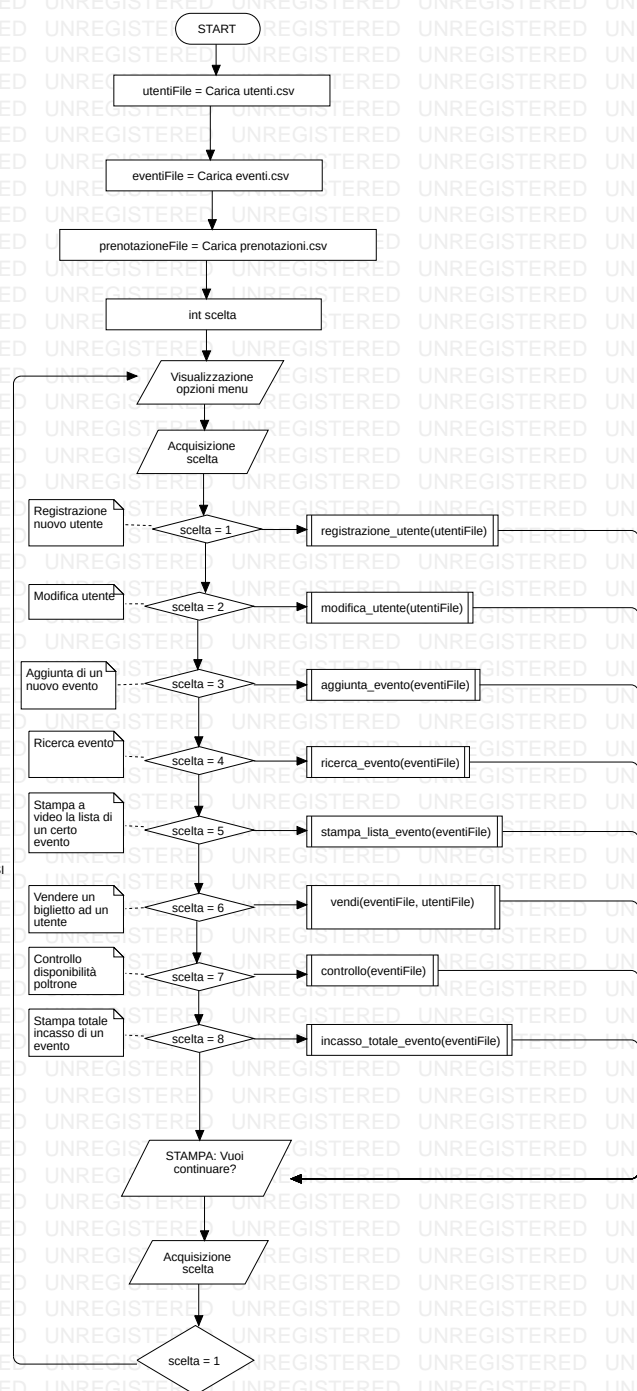 START
utentiFile = Carica utenti.csv
eventiFile = Carica eventi.csv
prenotazioneFile = Carica prenotazioni.csv
int scelta
Visualizzazione
opzioni menu
Acquisizione
scelta
Registrazione
nuovo utente
scelta = 1
registrazione_utente(utentiFile)
Modifica utente
scelta = 2
modifica_utente(utentiFile)
Aggiunta di un
nuovo evento
scelta = 3
aggiunta_evento(eventiFile)
Ricerca evento
scelta = 4
ricerca_evento(eventiFile)
Stampa a
video la lista di
un certo
evento
scelta = 5
stampa_lista_evento(eventiFile)
SI
Vendere un
biglietto ad un
utente
scelta = 6
vendi(eventiFile, utentiFile)
Controllo
disponibilità
poltrone
scelta = 7
controllo(eventiFile)
Stampa totale
incasso di un
evento
scelta = 8
incasso_totale_evento(eventiFile)
STAMPA: Vuoi
continuare?
Acquisizione
scelta
scelta = 1
UNREGISTERED